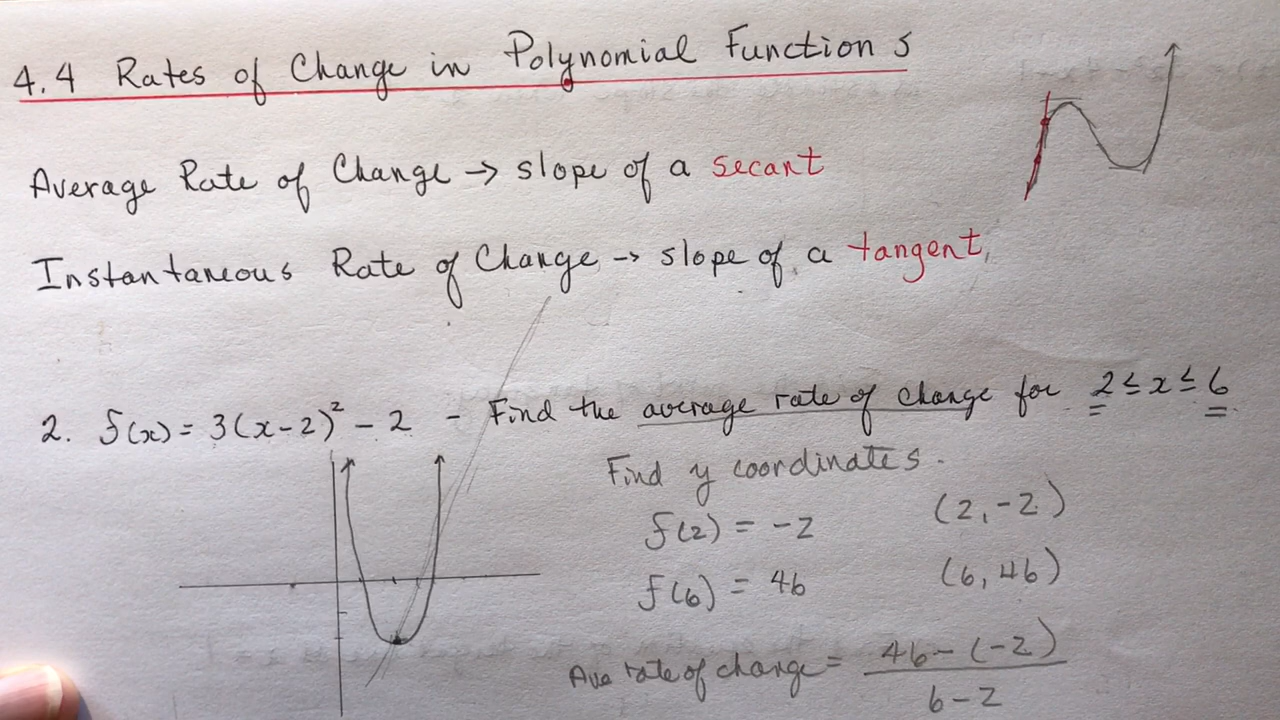 4.4 Rates of Change in Polynomial Functions
Average Rate of Change → slope of a secant
Instantaneous Rate of Change → slope of a tangent
2. f(x) = 3(x-2)² - 2 - Find the average rate of change for 2 ≤ x ≤ 6
Find y coordinates.
f(2) = -2 (2,-2)
f(6) = 46 (6,46)
Ave rate of change = 46-(-2)
6-2